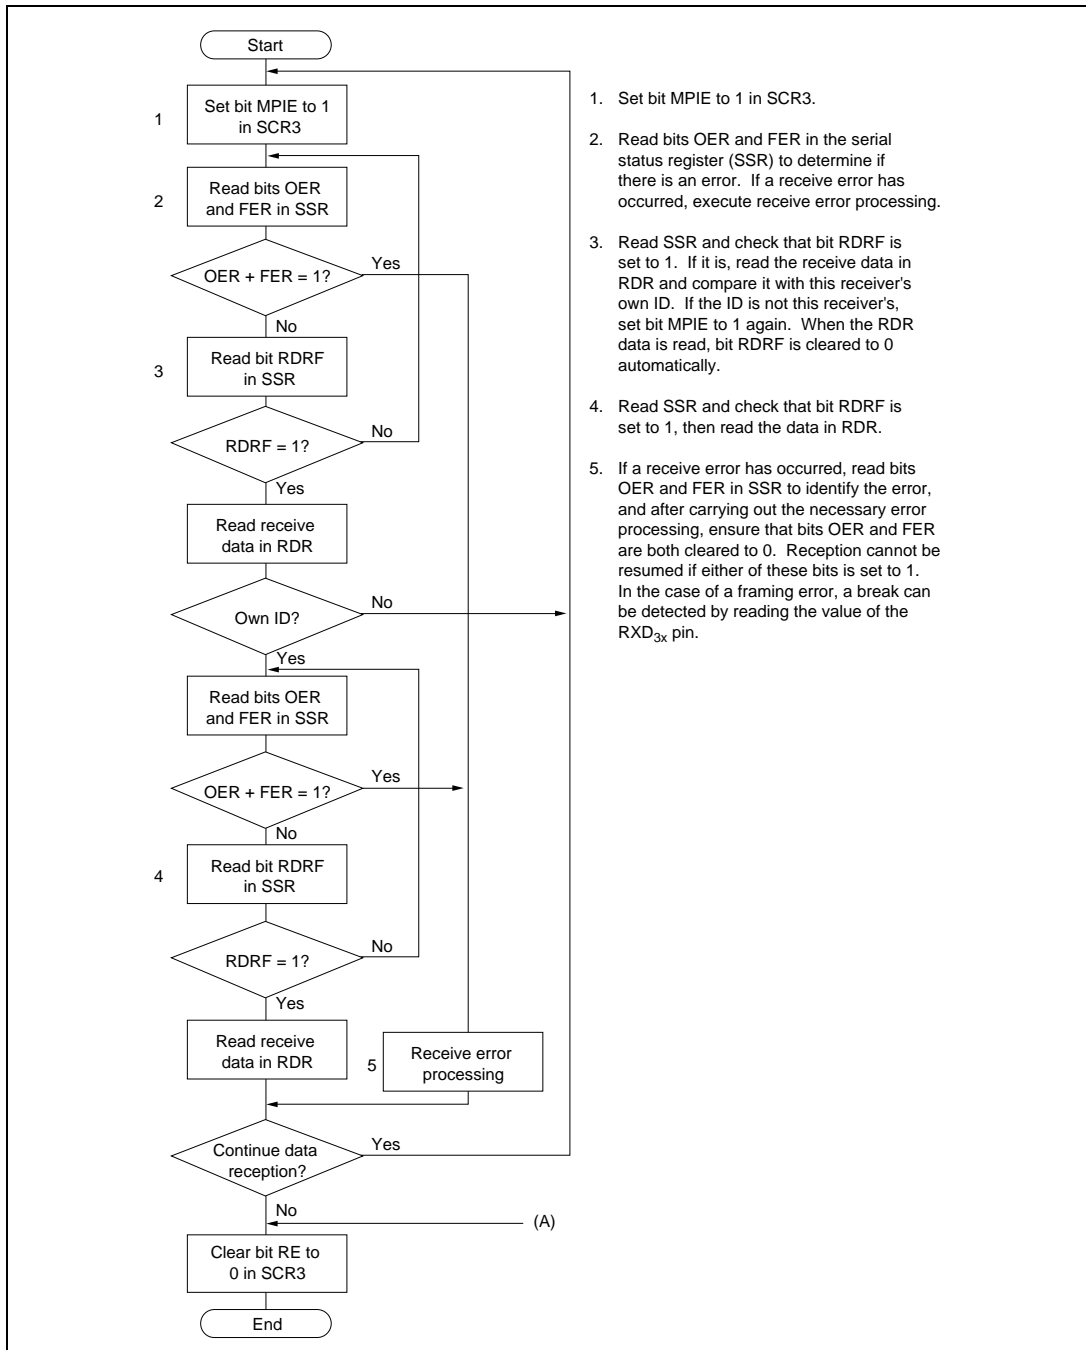 Start
Set bit MPIE to 1
in SCR3
1
Read bits OER
and FER in SSR
2
OER + FER = 1?
Yes
No
Read bit RDRF
in SSR
3
RDRF = 1?
No
Yes
Read receive
data in RDR
Own ID?
No
Yes
Read bits OER
and FER in SSR
OER + FER = 1?
Yes
No
Read bit RDRF
in SSR
4
RDRF = 1?
No
Yes
Read receive
data in RDR
5
Receive error
processing
Continue data
reception?
Yes
No
(A)
Clear bit RE to
0 in SCR3
End
1. Set bit MPIE to 1 in SCR3.
2. Read bits OER and FER in the serial
status register (SSR) to determine if
there is an error. If a receive error has
occurred, execute receive error processing.
3. Read SSR and check that bit RDRF is
set to 1. If it is, read the receive data in
RDR and compare it with this receiver's
own ID. If the ID is not this receiver's,
set bit MPIE to 1 again. When the RDR
data is read, bit RDRF is cleared to 0
automatically.
4. Read SSR and check that bit RDRF is
set to 1, then read the data in RDR.
5. If a receive error has occurred, read bits
OER and FER in SSR to identify the error,
and after carrying out the necessary error
processing, ensure that bits OER and FER
are both cleared to 0. Reception cannot be
resumed if either of these bits is set to 1.
In the case of a framing error, a break can
be detected by reading the value of the
RXD3x pin.